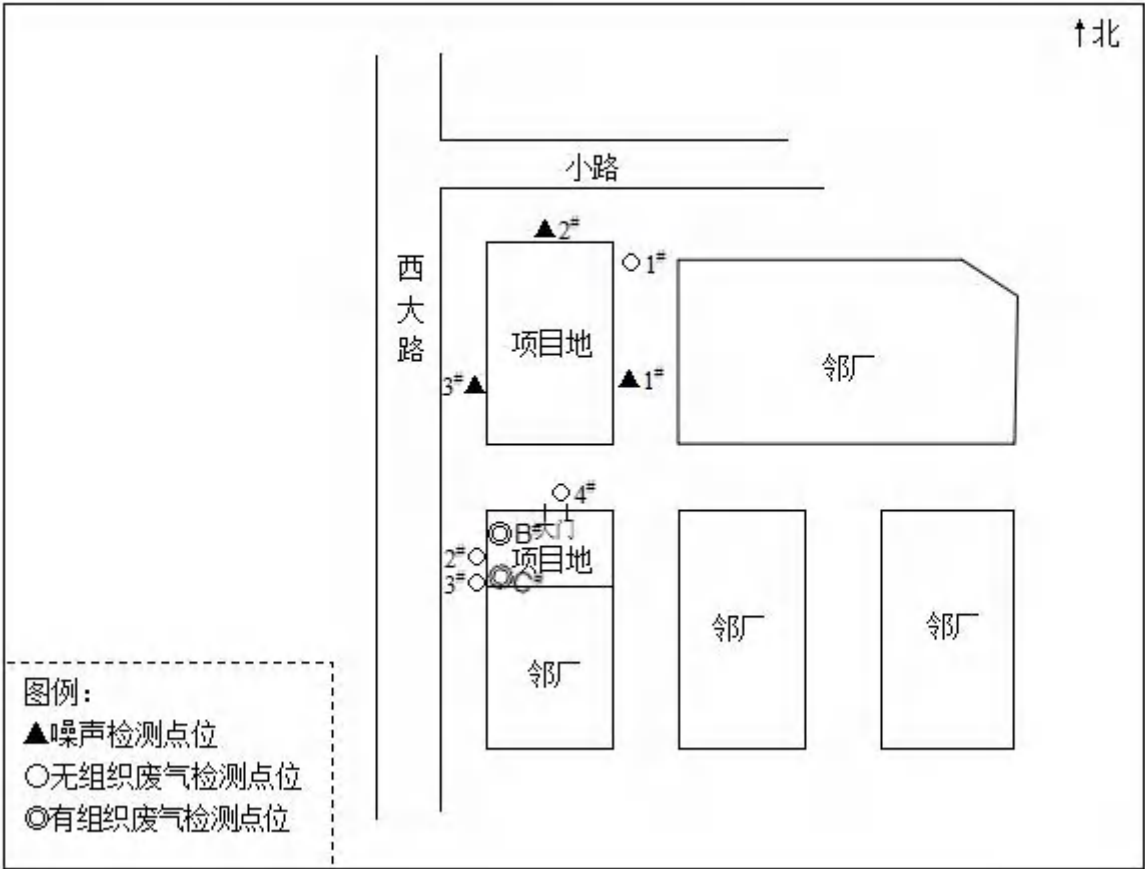 ↑北
小路
西大路
▲2#
○1#
项目地
3#▲
▲1#
邻厂
○4#
◎B#
大门
2#○
项目地
3#○
◎C#
邻厂
邻厂
邻厂
图例：
▲噪声检测点位
○无组织废气检测点位
◎有组织废气检测点位